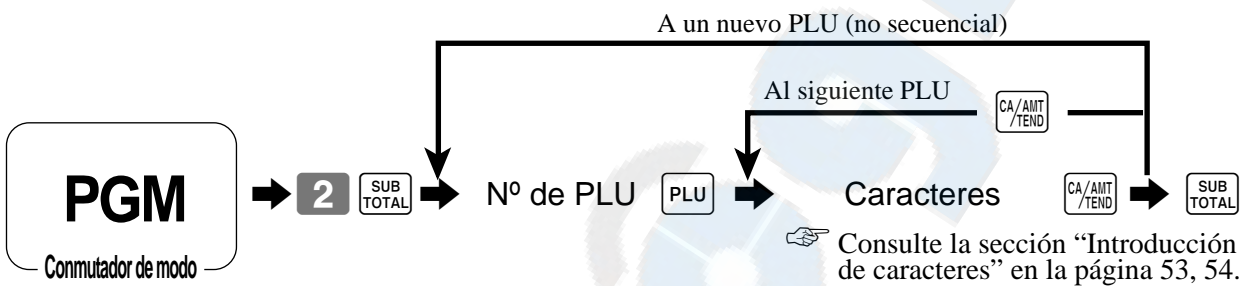 A un nuevo PLU (no secuencial)
Al siguiente PLU
CA/AMT
/TEND
PGM
2
SUB
TOTAL
Nº de PLU
PLU
Caracteres
CA/AMT
/TEND
SUB
TOTAL
Conmutador de modo
Consulte la sección “Introducción
de caracteres” en la página 53, 54.